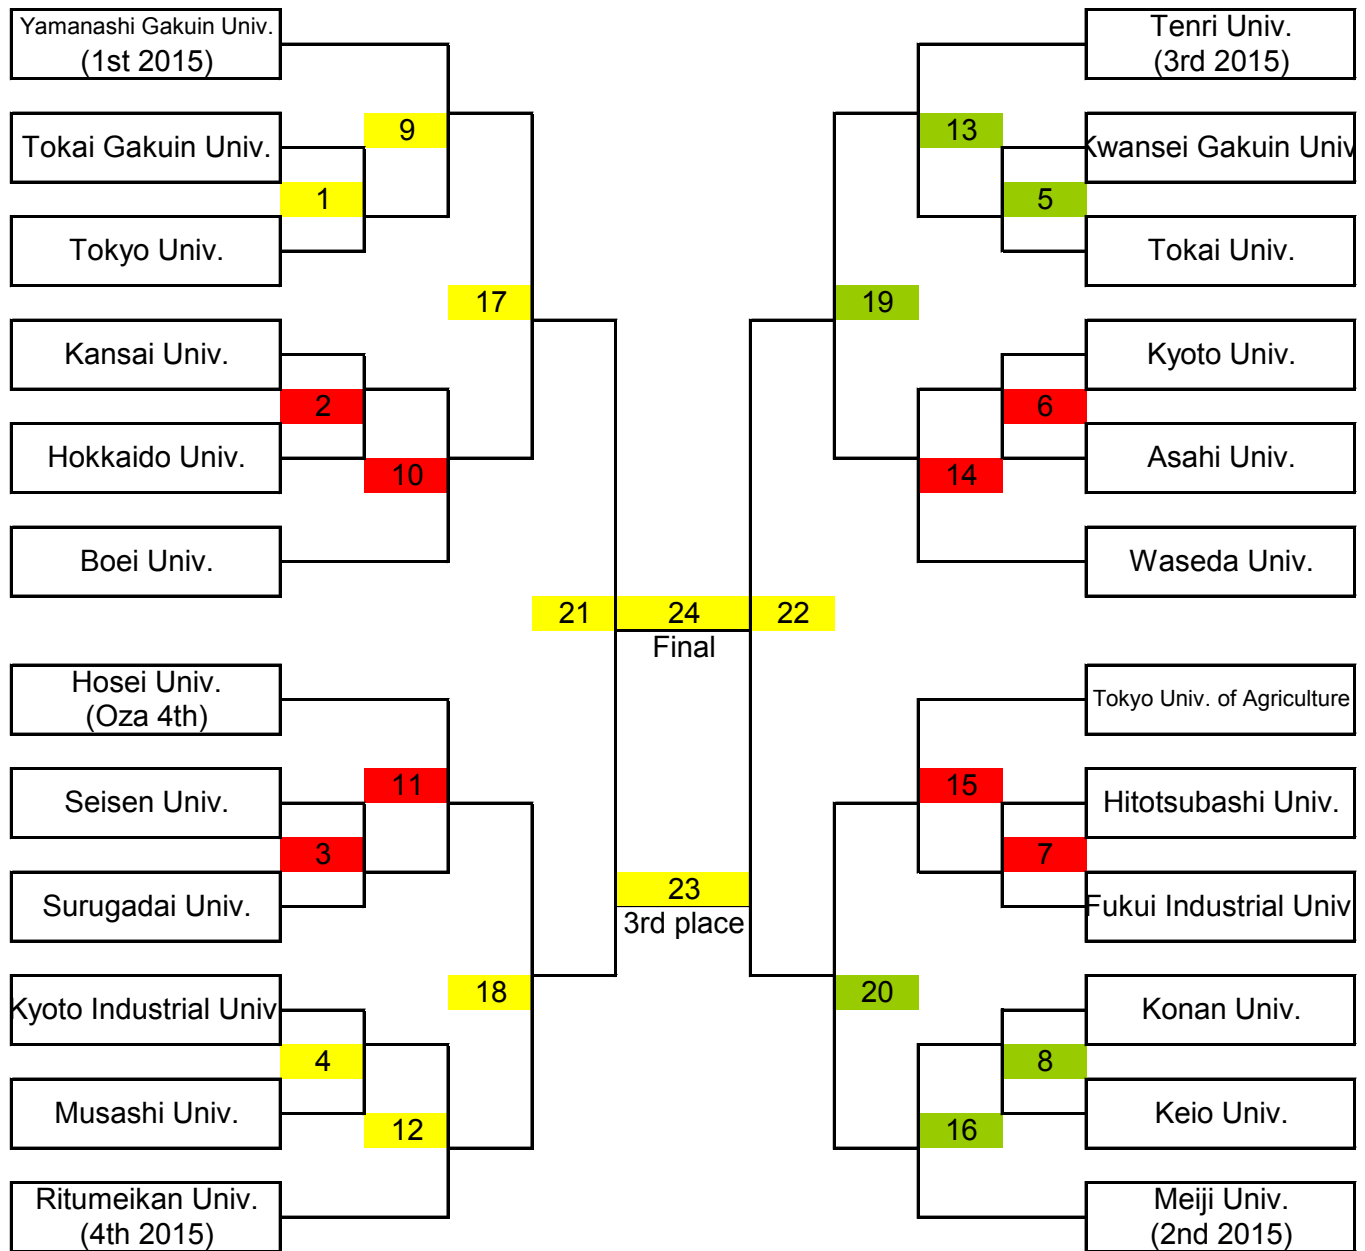 Yamanashi Gakuin Univ.
(1st 2015)
Tokai Gakuin Univ.
Tokyo Univ.
Kansai Univ.
Hokkaido Univ.
Boei Univ.
Hosei Univ.
(Oza 4th)
Seisen Univ.
Surugadai Univ.
Kyoto Industrial Univ
Musashi Univ.
Ritumeikan Univ.
(4th 2015)
1
2
3
4
9
10
11
12
17
18
21
24
Final
22
23
3rd place
19
20
13
14
15
16
5
6
7
8
Tenri Univ.
(3rd 2015)
Kwansei Gakuin Univ
Tokai Univ.
Kyoto Univ.
Asahi Univ.
Waseda Univ.
Tokyo Univ. of Agriculture
Hitotsubashi Univ.
Fukui Industrial Univ
Konan Univ.
Keio Univ.
Meiji Univ.
(2nd 2015)